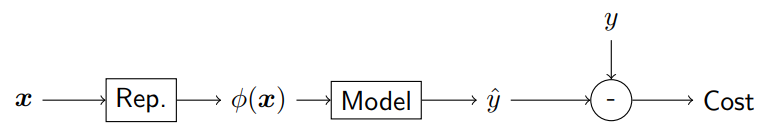 y
x Rep. ϕ(x) Model ŷ - Cost